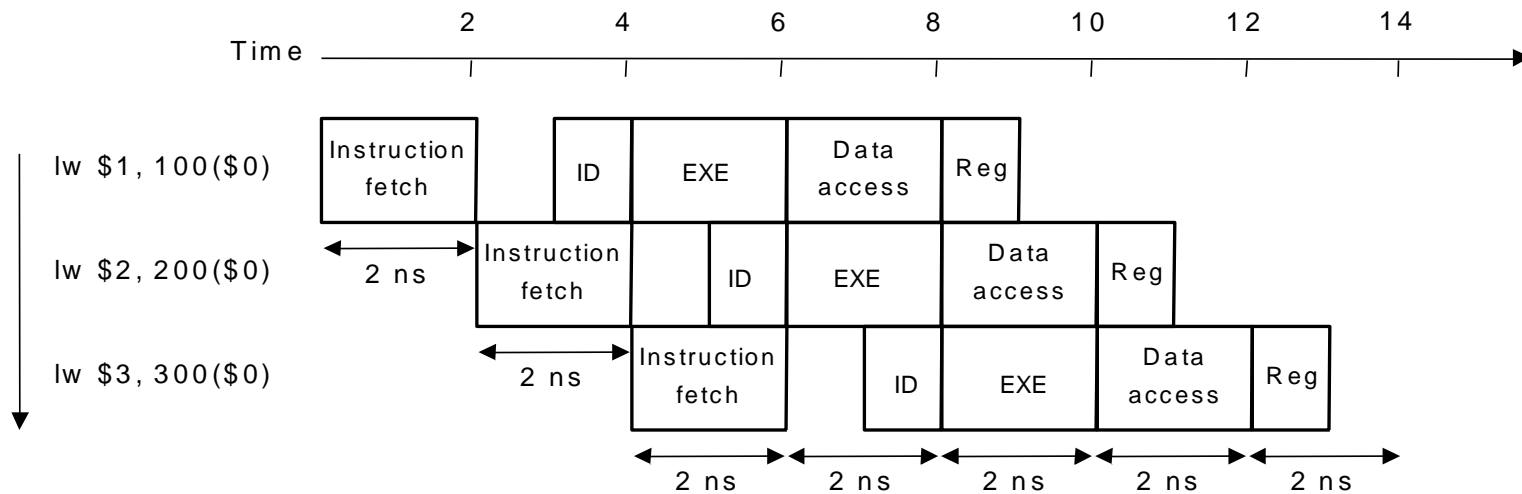 2 4 6 8 10 12 14
Time
lw $1, 100($0)
Instruction
fetch
ID
EXE
Data
access
Reg
lw $2, 200($0)
2 ns
Instruction
fetch
ID
EXE
Data
access
Reg
lw $3, 300($0)
2 ns
Instruction
fetch
ID
EXE
Data
access
Reg
2 ns 2 ns 2 ns 2 ns 2 ns